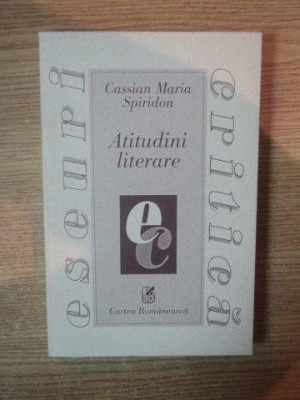 eseuri
critică
Cassian Maria
Spiridon
Atitudini
literare
e
c
Cartea Românească